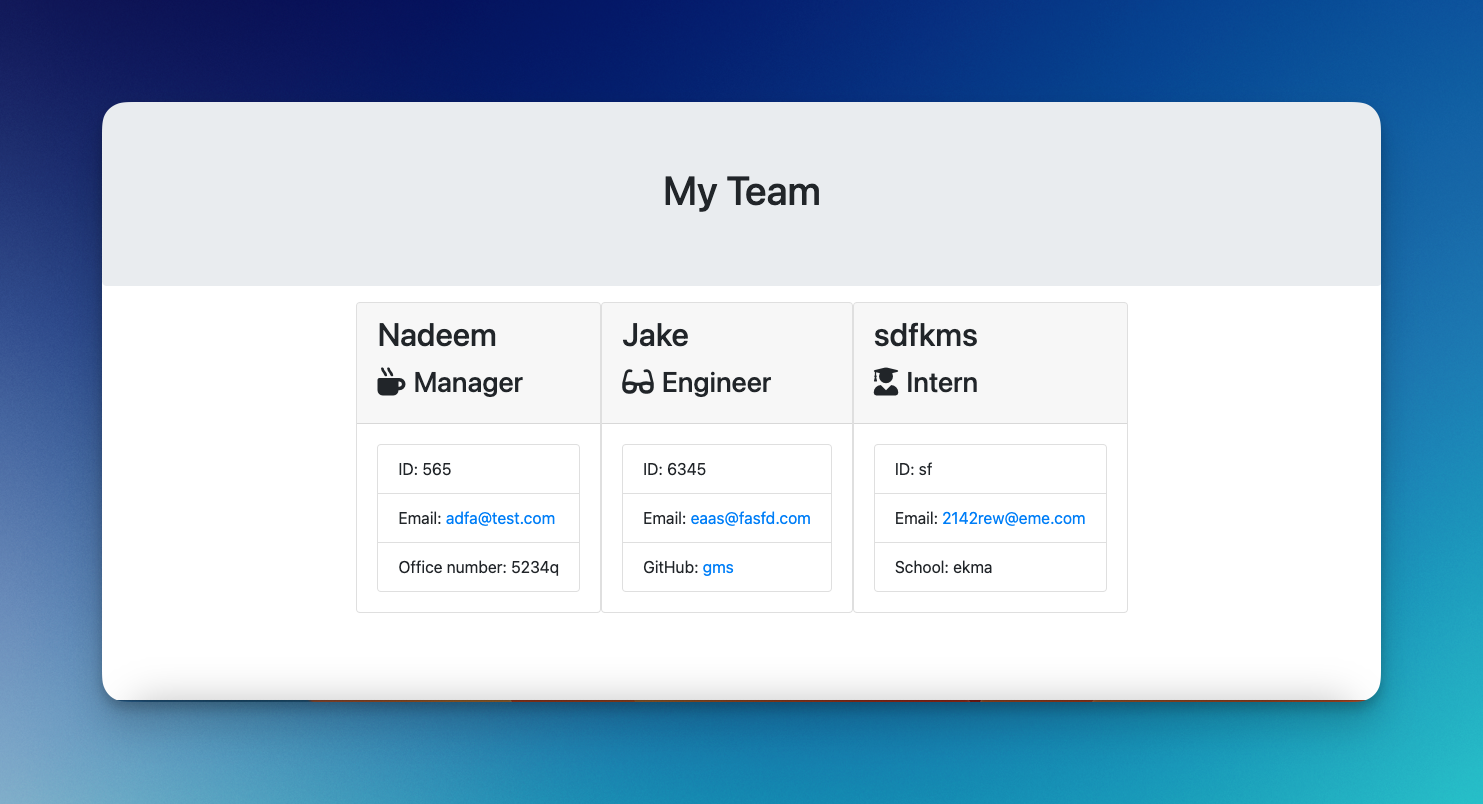 My Team
Nadeem
Manager
ID: 565
Email: adfa@test.com
Office number: 5234q
Jake
Engineer
ID: 6345
Email: eaas@fasfd.com
GitHub: gms
sdfkms
Intern
ID: sf
Email: 2142rew@eme.com
School: ekma